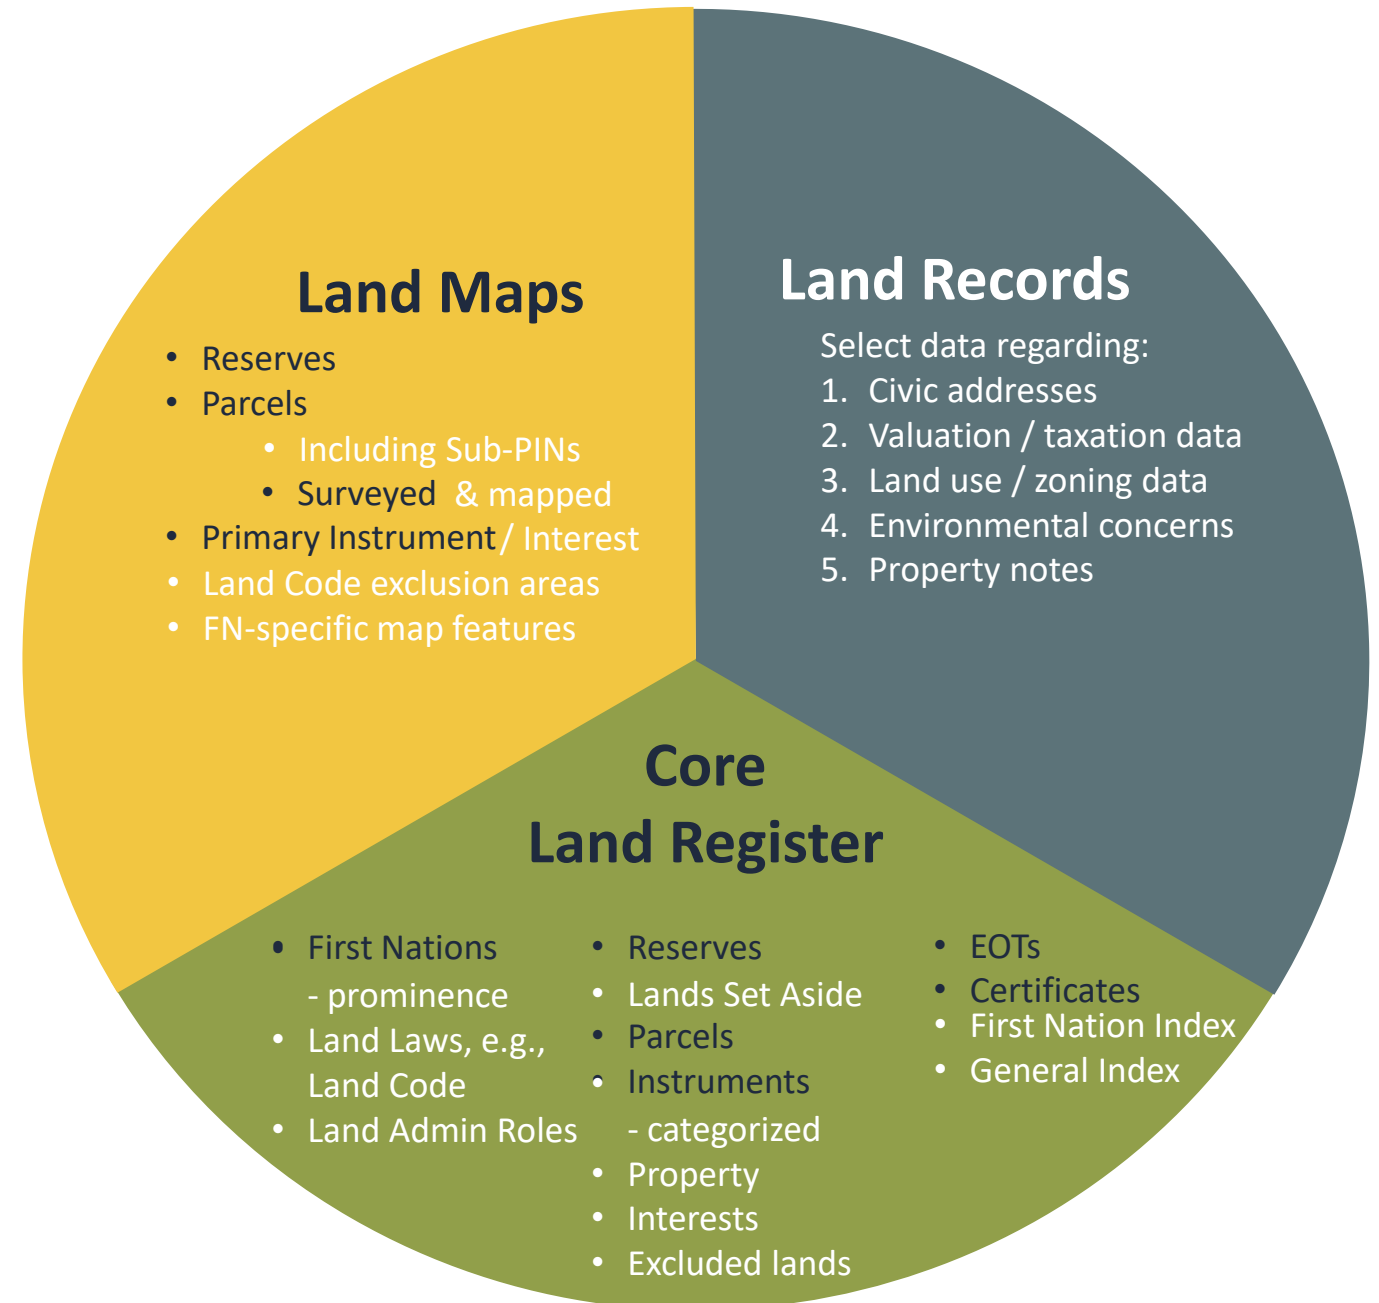 Land Maps
• Reserves
• Parcels
• Including Sub-PINs
• Surveyed & mapped
• Primary Instrument / Interest
• Land Code exclusion areas
• FN-specific map features
Land Records
Select data regarding:
1. Civic addresses
2. Valuation / taxation data
3. Land use / zoning data
4. Environmental concerns
5. Property notes
Core
Land Register
• First Nations
- prominence
• Land Laws, e.g.,
Land Code
• Land Admin Roles
• Reserves
• Lands Set Aside
• Parcels
• Instruments
- categorized
• Property
• Interests
• Excluded lands
• EOTs
• Certificates
• First Nation Index
• General Index